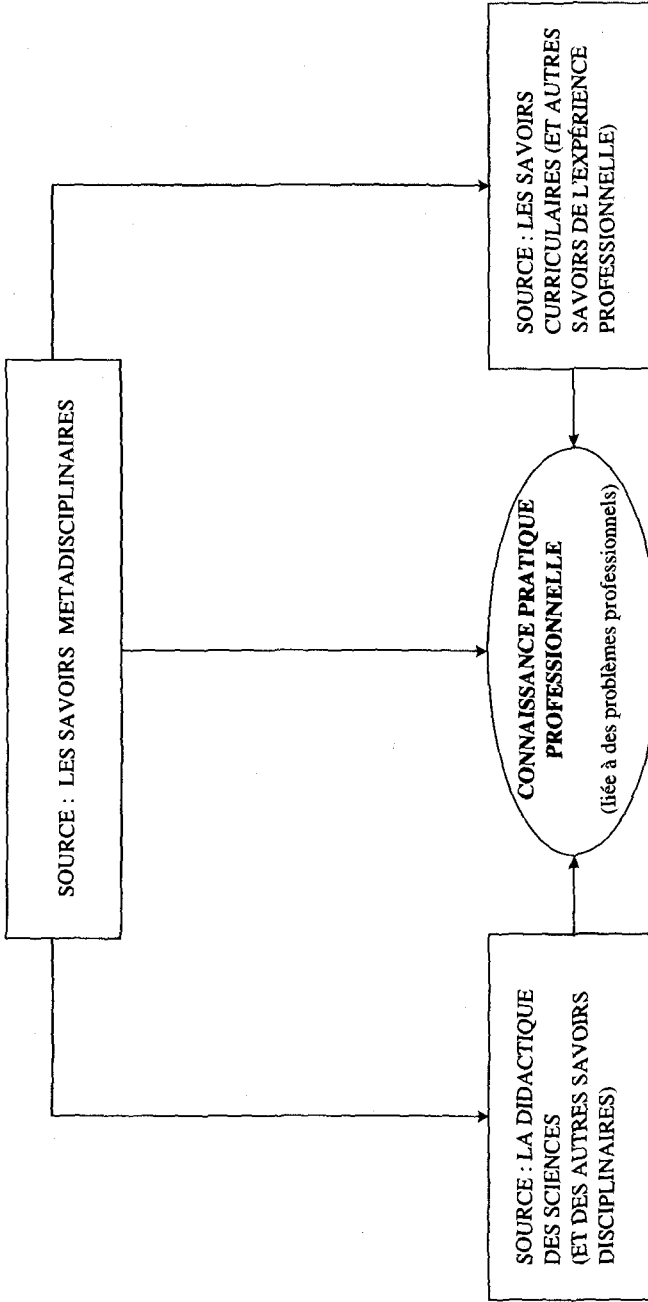 SOURCE : LES SAVOIRS METADISCIPLINAIRES
SOURCE : LA DIDACTIQUE
DES SCIENCES
(ET DES AUTRES SAVOIRS
DISCIPLINAIRES)
CONNAISSANCE PRATIQUE
PROFESSIONNELLE
(liée à des problèmes professionnels)
SOURCE : LES SAVOIRS
CURRICULAIRES (ET AUTRES
SAVOIRS DE L'EXPÉRIENCE
PROFESSIONNELLE)